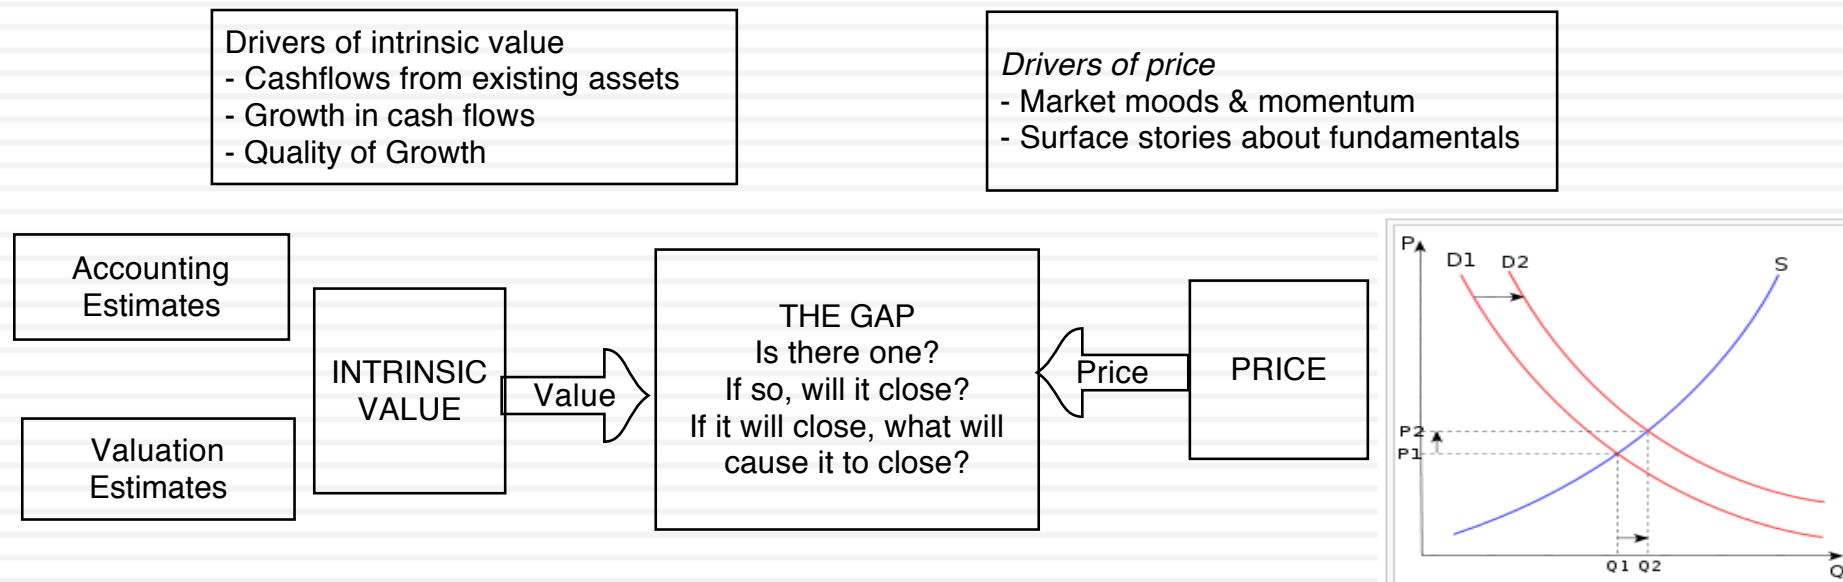 Drivers of intrinsic value
- Cashflows from existing assets
- Growth in cash flows
- Quality of Growth
Drivers of price
- Market moods & momentum
- Surface stories about fundamentals
Accounting
Estimates
Valuation
Estimates
INTRINSIC
VALUE
Value
THE GAP
Is there one?
If so, will it close?
If it will close, what will
cause it to close?
Price
PRICE
P
D1
D2
S
P2
P1
Q1
Q2
Q